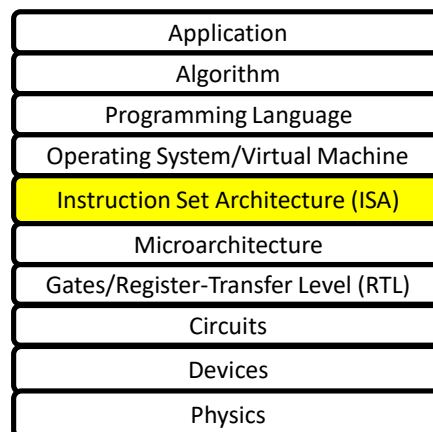 Application
Algorithm
Programming Language
Operating System/Virtual Machine
Instruction Set Architecture (ISA)
Microarchitecture
Gates/Register-Transfer Level (RTL)
Circuits
Devices
Physics